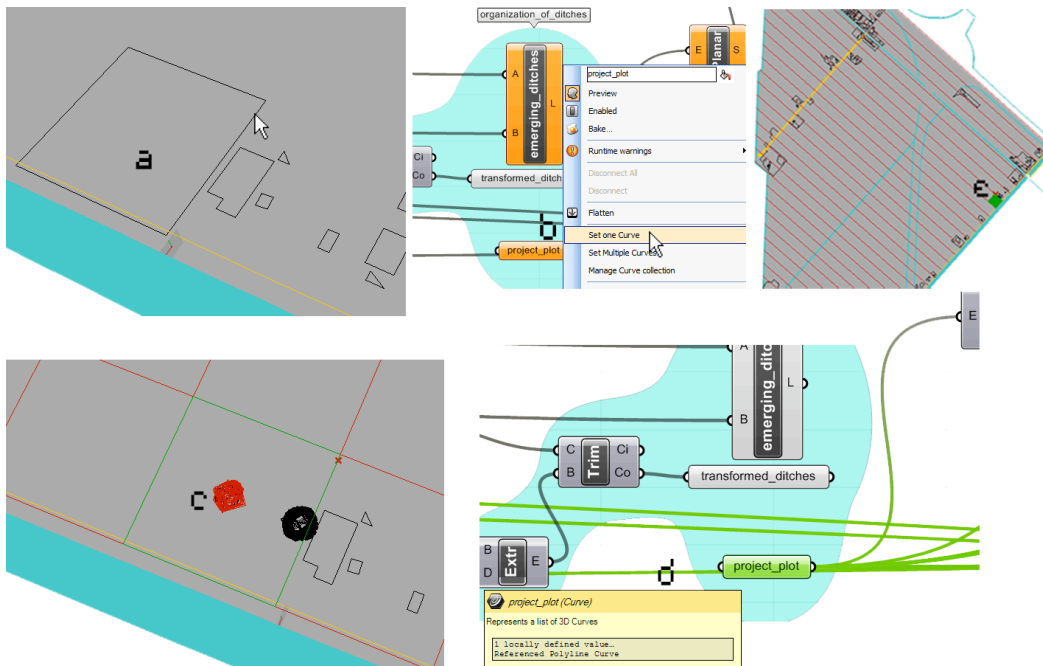 a
organization_of_ditches
A
B
emerging_ditches
L
E
Planar
S
Ci
Co
transformed_ditch
b
project_plot
project_plot
Preview
Enabled
Bake...
Runtime warnings
Disconnect All
Disconnect
Flatten
Set one Curve
Set Multiple Curves
Manage Curve collection
ε
c
E
A
B
emerging_ditc
L
C
B
Trim
Ci
Co
transformed_ditches
B
D
Extr
E
d
project_plot
project_plot (Curve)
Represents a list of 3D Curves
1 locally defined value…
Referenced Polyline Curve